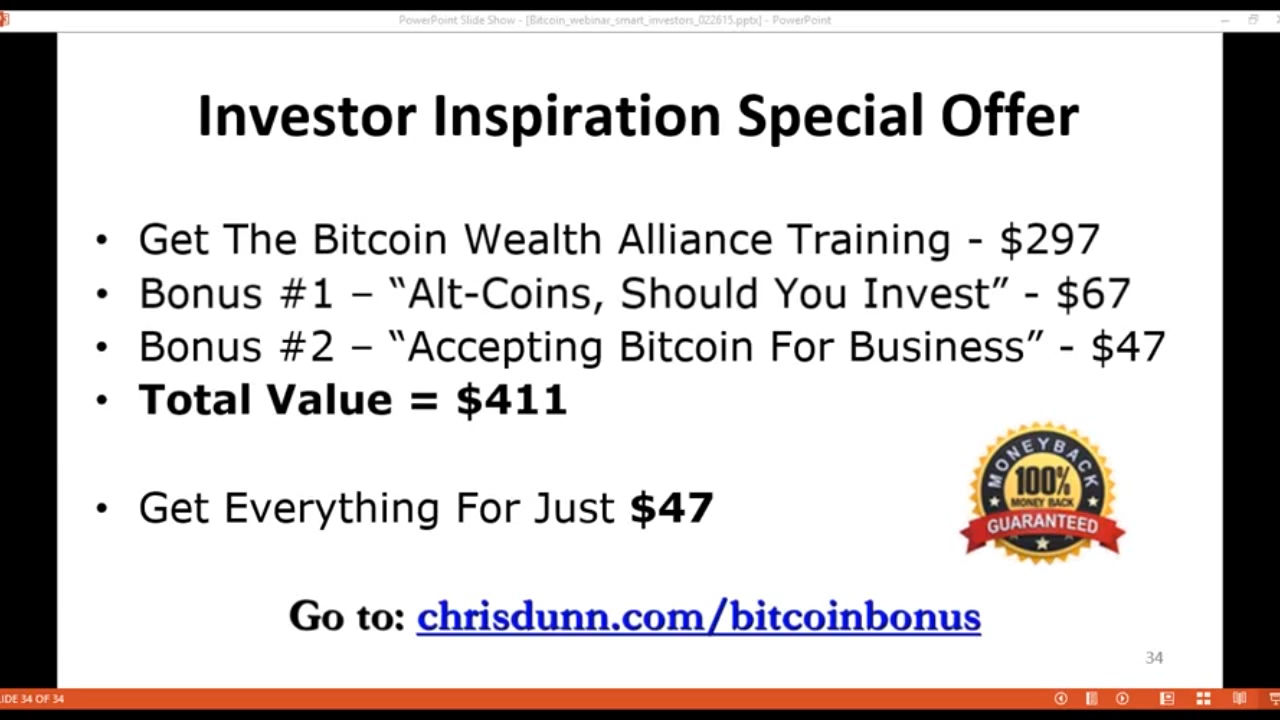 PowerPoint Slide Show - [Bitcoin_webinar_smart_investors_022615.pptx] - PowerPoint
Investor Inspiration Special Offer
• Get The Bitcoin Wealth Alliance Training - $297
• Bonus #1 – “Alt-Coins, Should You Invest” - $67
• Bonus #2 – “Accepting Bitcoin For Business” - $47
• Total Value = $411
MONEYBACK
100%
MONEY BACK
GUARANTEED
• Get Everything For Just $47
Go to: chrisdunn.com/bitcoinbonus
34
IDE 34 OF 34